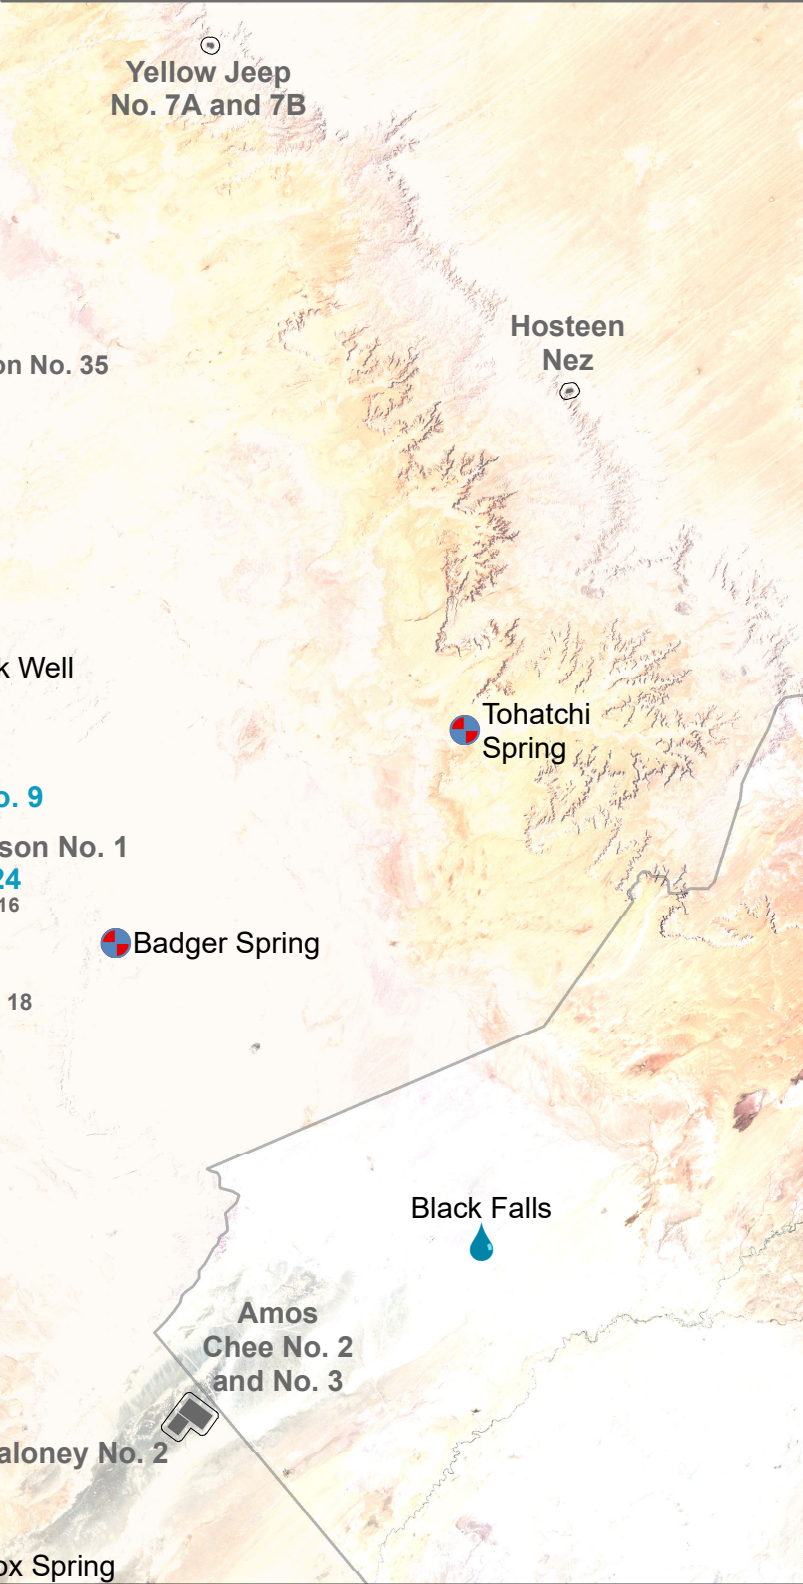 Yellow Jeep
No. 7A and 7B
Hosteen
Nez
on No. 35
k Well
Tohatchi
Spring
o. 9
son No. 1
24
16
Badger Spring
18
Black Falls
Amos
Chee No. 2
and No. 3
aloney No. 2
ox Spring